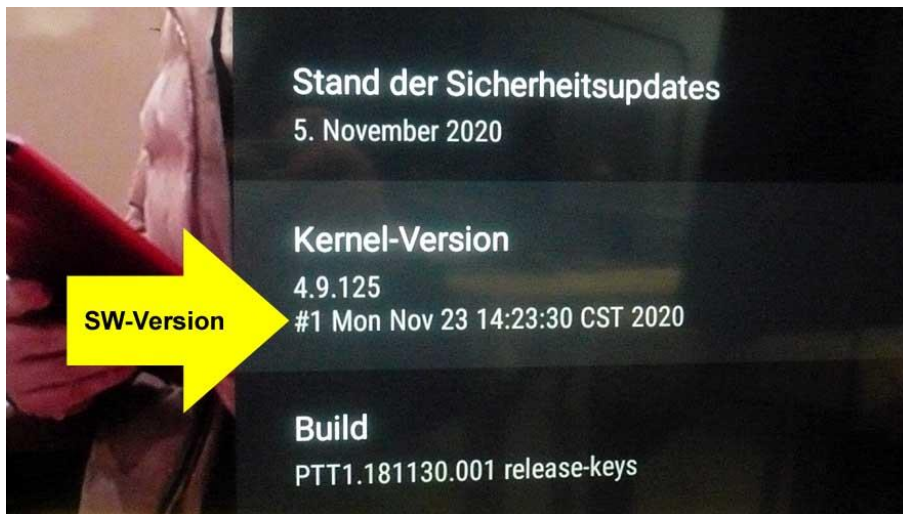 Stand der Sicherheitsupdates
5. November 2020
Kernel-Version
4.9.125
SW-Version
#1 Mon Nov 23 14:23:30 CST 2020
Build
PTT1.181130.001 release-keys